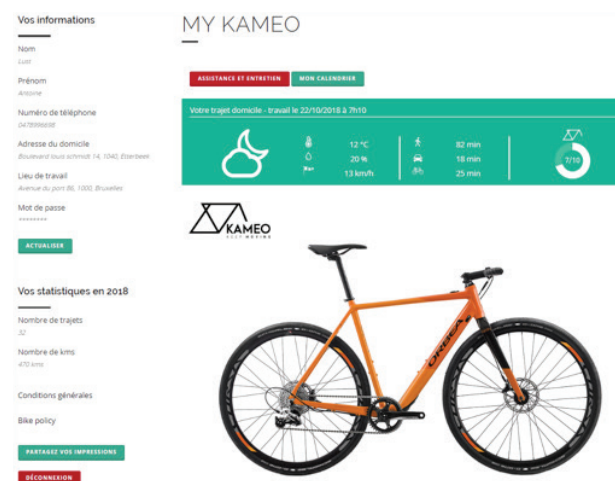 Vos informations
Nom
Lust
Prénom
Antoine
Numéro de téléphone
0478996698
Adresse du domicile
Boulevard louis schmidt 14, 1040, Etterbeek
Lieu de travail
Avenue du port 86, 1000, Bruxelles
Mot de passe
********
ACTUALISER
Vos statistiques en 2018
Nombre de trajets
32
Nombre de kms
470 kms
Conditions générales
Bike policy
PARTAGEZ VOS IMPRESSIONS
DÉCONNEXION
MY KAMEO
ASSISTANCE ET ENTRETIEN
MON CALENDRIER
Votre trajet domicile - travail le 22/10/2018 à 7h10
12 °C
20 %
13 km/h
82 min
18 min
25 min
7/10
KAMEO
ORBEA